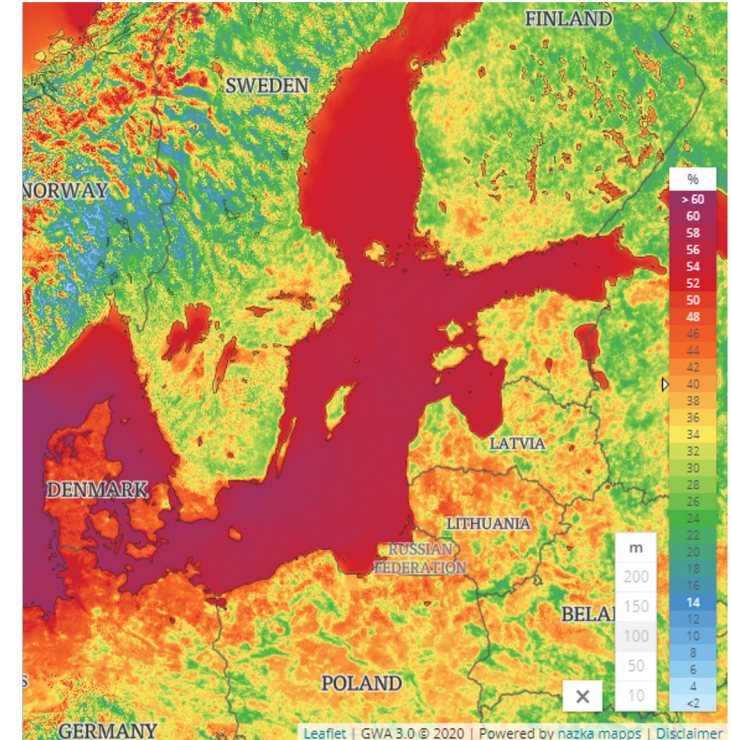 FINLAND
SWEDEN
NORWAY
%
> 60
60
58
56
54
52
50
48
46
44
42
40
38
36
34
32
30
28
26
24
22
20
18
16
14
12
10
8
6
4
<2
LATVIA
DENMARK
LITHUANIA
RUSSIAN
FEDERATION
m
200
150
100
50
10
BELA
S
POLAND
×
GERMANY
Leaflet | GWA 3.0 © 2020 | Powered by nazka mapps | Disclaimer